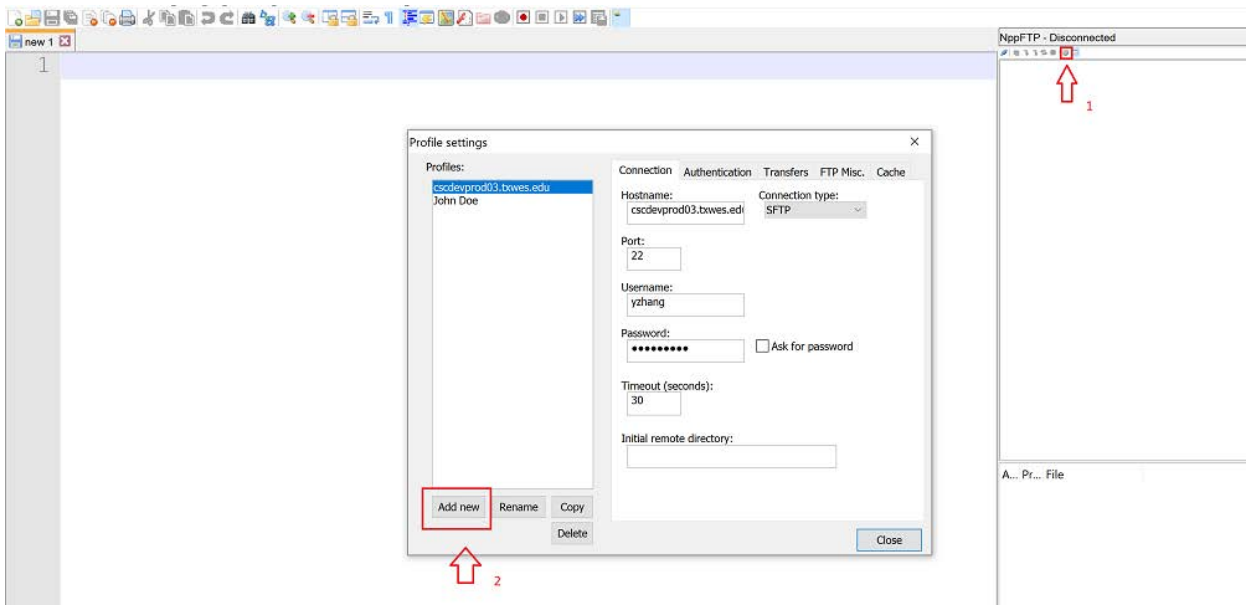 new 1
NppFTP - Disconnected
1
1
Profile settings
Profiles:
cscdevprod03.txwes.edu
John Doe
Connection Authentication Transfers FTP Misc. Cache
Hostname: Connection type:
cscdevprod03.txwes.edu SFTP
Port:
22
Username:
yzhang
Password:
Ask for password
Timeout (seconds):
30
Initial remote directory:
A... Pr... File
Add new Rename Copy
Delete
Close
2